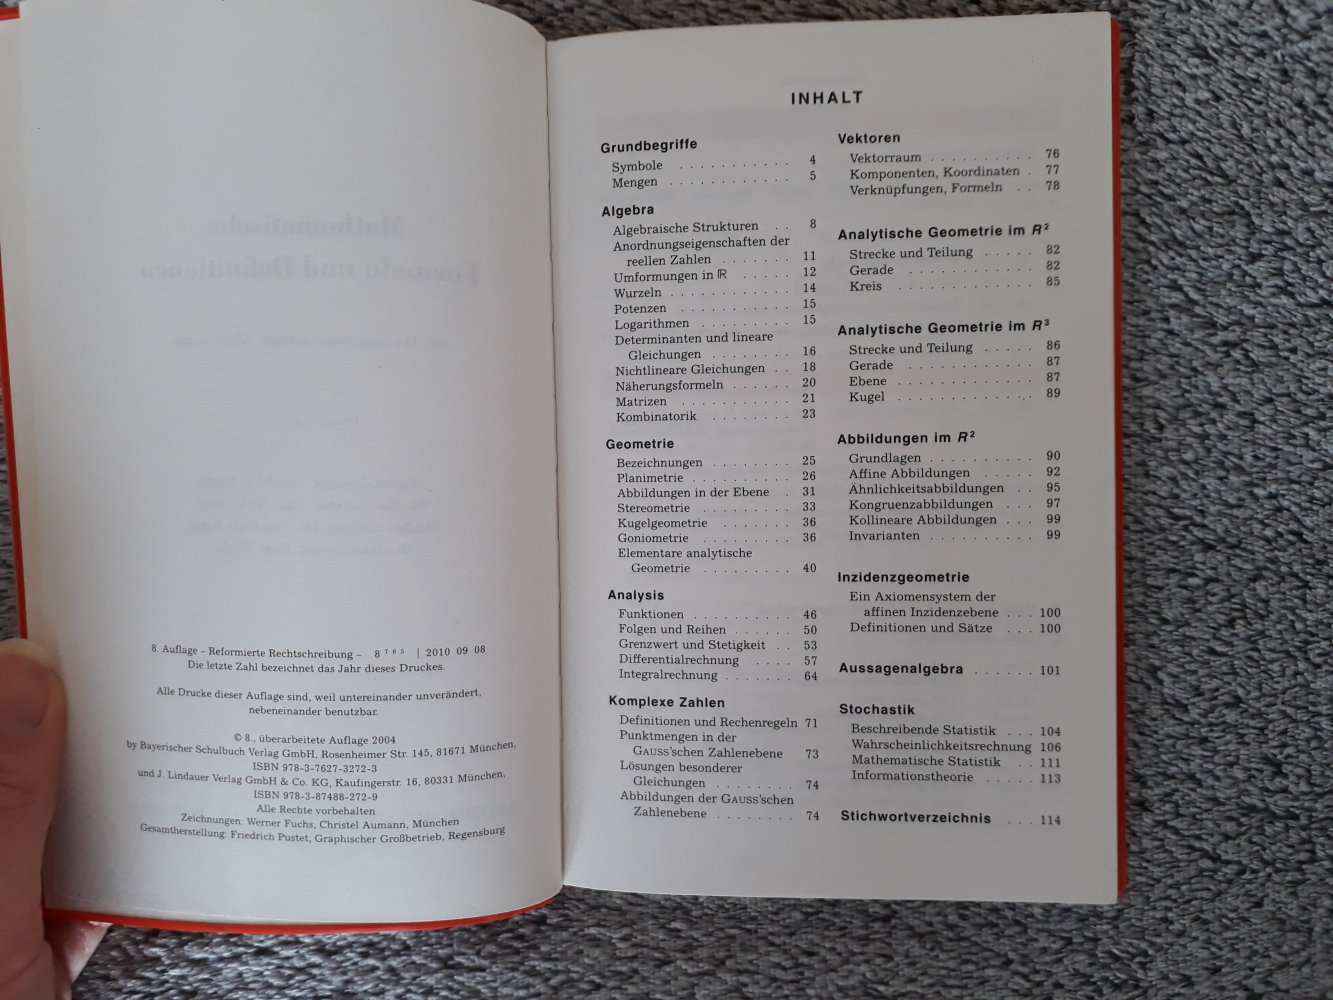 8. Auflage – Reformierte Rechtschreibung – 8 7 6 5 | 2010 09 08
Die letzte Zahl bezeichnet das Jahr dieses Druckes.
Alle Drucke dieser Auflage sind, weil untereinander unverändert,
nebeneinander benutzbar.
© 8., überarbeitete Auflage 2004
by Bayerischer Schulbuch Verlag GmbH, Rosenheimer Str. 145, 81671 München.
ISBN 978-3-7627-3272-3
und J. Lindauer Verlag GmbH & Co. KG, Kaufingerstr. 16, 80331 München,
ISBN 978-3-87488-272-9
Alle Rechte vorbehalten
Zeichnungen: Werner Fuchs, Christel Aumann, München
Gesamtherstellung: Friedrich Pustet, Graphischer Großbetrieb, Regensburg
INHALT
Grundbegriffe
Symbole . . . . . . . . . . . 4
Mengen . . . . . . . . . . . . 5
Algebra
Algebraische Strukturen . . 8
Anordnungseigenschaften der
reellen Zahlen . . . . . . . 11
Umformungen in ℝ . . . . . 12
Wurzeln . . . . . . . . . . . . 14
Potenzen . . . . . . . . . . . 15
Logarithmen . . . . . . . . . 15
Determinanten und lineare
Gleichungen . . . . . . . . 16
Nichtlineare Gleichungen . . 18
Näherungsformeln . . . . . . 20
Matrizen . . . . . . . . . . . 21
Kombinatorik . . . . . . . . 23
Geometrie
Bezeichnungen . . . . . . . . 25
Planimetrie . . . . . . . . . . 26
Abbildungen in der Ebene . 31
Stereometrie . . . . . . . . . 33
Kugelgeometrie . . . . . . . 36
Goniometrie . . . . . . . . . 36
Elementare analytische
Geometrie . . . . . . . . . 40
Analysis
Funktionen . . . . . . . . . . 46
Folgen und Reihen . . . . . . 50
Grenzwert und Stetigkeit . . 53
Differentialrechnung . . . . 57
Integralrechnung . . . . . . . 64
Komplexe Zahlen
Definitionen und Rechenregeln 71
Punktmengen in der
GAUSS'schen Zahlenebene 73
Lösungen besonderer
Gleichungen . . . . . . . . 74
Abbildungen der GAUSS'schen
Zahlenebene . . . . . . . . 74
Vektoren
Vektorraum . . . . . . . . . . 76
Komponenten, Koordinaten . 77
Verknüpfungen, Formeln . . 78
Analytische Geometrie im R²
Strecke und Teilung . . . . . 82
Gerade . . . . . . . . . . . . 82
Kreis . . . . . . . . . . . . . 85
Analytische Geometrie im R³
Strecke und Teilung . . . . . 86
Gerade . . . . . . . . . . . . 87
Ebene . . . . . . . . . . . . . 87
Kugel . . . . . . . . . . . . . 89
Abbildungen im R²
Grundlagen . . . . . . . . . . 90
Affine Abbildungen . . . . . 92
Ähnlichkeitsabbildungen . . 95
Kongruenzabbildungen . . . 97
Kollineare Abbildungen . . . 99
Invarianten . . . . . . . . . . 99
Inzidenzgeometrie
Ein Axiomensystem der
affinen Inzidenzebene . . . 100
Definitionen und Sätze . . . 100
Aussagenalgebra . . . . . . 101
Stochastik
Beschreibende Statistik . . . 104
Wahrscheinlichkeitsrechnung 106
Mathematische Statistik . . 111
Informationstheorie . . . . . 113
Stichwortverzeichnis . . . 114